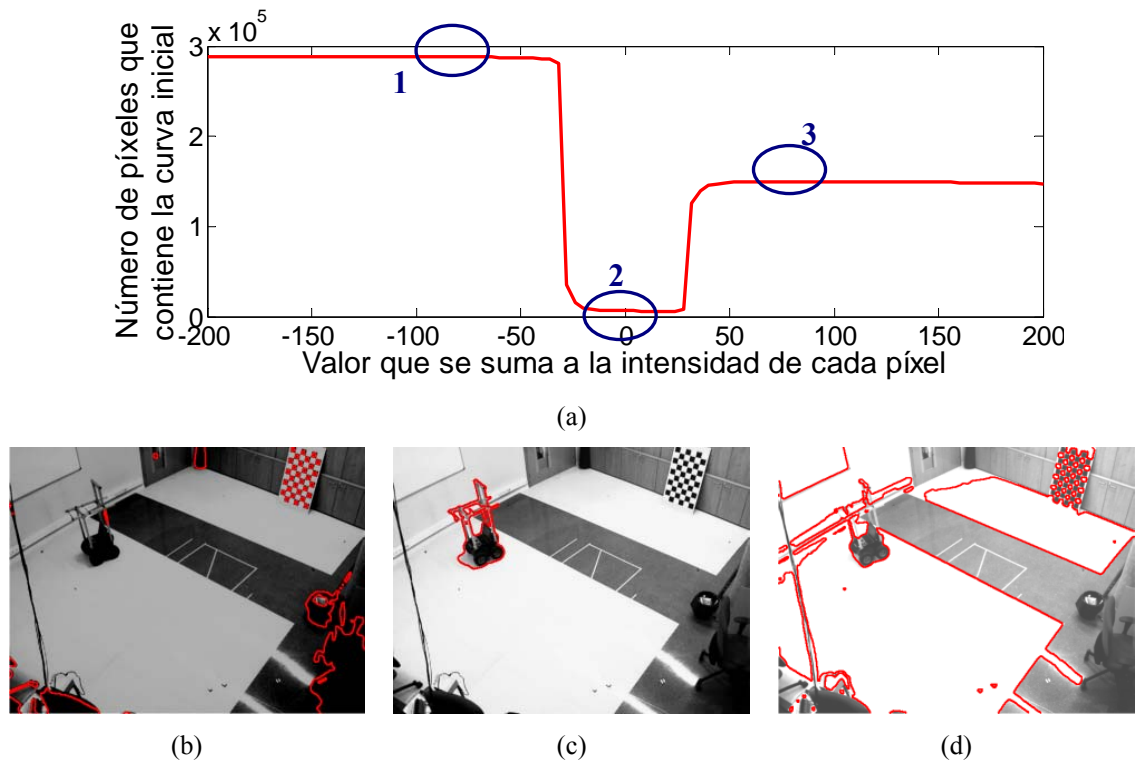 x 10^5
Número de píxeles que
contiene la curva inicial
3
2
1
0
1
2
3
-200 -150 -100 -50 0 50 100 150 200
Valor que se suma a la intensidad de cada píxel
(a)
(b) (c) (d)